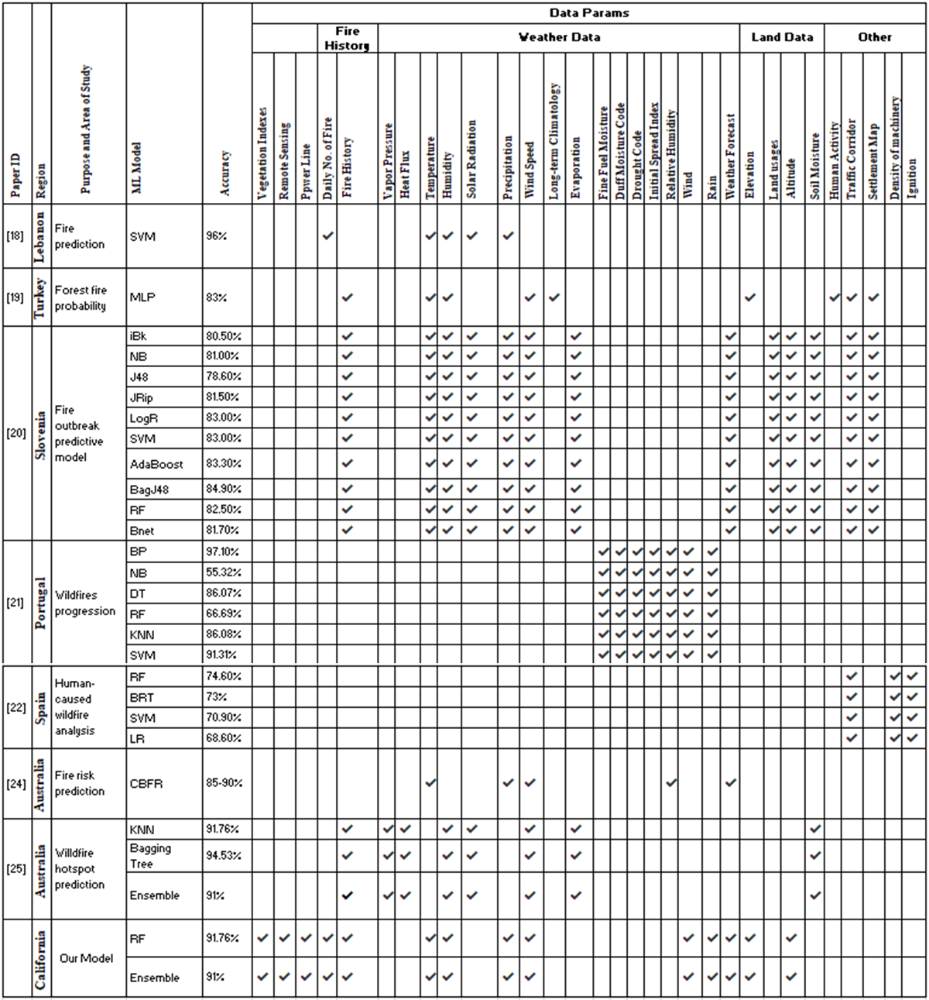 Data Params
Fire History
Weather Data
Land Data
Other
Paper ID
Region
Purpose and Area of Study
ML Model
Accuracy
Vegetation Indexes
Remote Sensing
Ppwer Line
Daily No. of Fire
Fire History
Vapor Pressure
Heat Flux
Temperature
Humidity
Solar Radiation
Precipitation
Wind Speed
Long-term Climatology
Evaporation
Fine Fuel Moisture
Duff Moisture Code
Drought Code
Initial Spread Index
Relative Humidity
Wind
Rain
Weather Forecast
Elevation
Land usages
Altitude
Soil Moisture
Human Activity
Traffic Corridor
Settlement Map
Density of machinery
Ignition
[18] Lebanon Fire prediction SVM 96% ✓ ✓ ✓ ✓ ✓
[19] Turkey Forest fire probability MLP 83% ✓ ✓ ✓ ✓ ✓ ✓ ✓ ✓ ✓
[20] Slovenia Fire outbreak predictive model
iBk 80.50% ✓ ✓ ✓ ✓ ✓ ✓ ✓ ✓ ✓ ✓ ✓ ✓ ✓
NB 81.00% ✓ ✓ ✓ ✓ ✓ ✓ ✓ ✓ ✓ ✓ ✓ ✓ ✓
J48 78.60% ✓ ✓ ✓ ✓ ✓ ✓ ✓ ✓ ✓ ✓ ✓ ✓ ✓
JRip 81.50% ✓ ✓ ✓ ✓ ✓ ✓ ✓ ✓ ✓ ✓ ✓ ✓ ✓
LogR 83.00% ✓ ✓ ✓ ✓ ✓ ✓ ✓ ✓ ✓ ✓ ✓ ✓ ✓
SVM 83.00% ✓ ✓ ✓ ✓ ✓ ✓ ✓ ✓ ✓ ✓ ✓ ✓ ✓
AdaBoost 83.30% ✓ ✓ ✓ ✓ ✓ ✓ ✓ ✓ ✓ ✓ ✓ ✓ ✓
BagJ48 84.90% ✓ ✓ ✓ ✓ ✓ ✓ ✓ ✓ ✓ ✓ ✓ ✓ ✓
RF 82.50% ✓ ✓ ✓ ✓ ✓ ✓ ✓ ✓ ✓ ✓ ✓ ✓ ✓
Bnet 81.70% ✓ ✓ ✓ ✓ ✓ ✓ ✓ ✓ ✓ ✓ ✓ ✓ ✓
[21] Portugal Wildfires progression
BP 97.10% ✓ ✓ ✓ ✓ ✓ ✓ ✓
NB 55.32% ✓ ✓ ✓ ✓ ✓ ✓ ✓
DT 86.07% ✓ ✓ ✓ ✓ ✓ ✓ ✓
RF 66.69% ✓ ✓ ✓ ✓ ✓ ✓ ✓
KNN 86.08% ✓ ✓ ✓ ✓ ✓ ✓ ✓
SVM 91.31% ✓ ✓ ✓ ✓ ✓ ✓ ✓
[22] Spain Human-caused wildfire analysis
RF 74.60% ✓ ✓ ✓
BRT 73% ✓ ✓ ✓
SVM 70.90% ✓ ✓ ✓
LR 68.60% ✓ ✓ ✓
[24] Australia Fire risk prediction CBFR 85-90% ✓ ✓ ✓ ✓ ✓
[25] Australia Willdfire hotspot prediction
KNN 91.76% ✓ ✓ ✓ ✓ ✓ ✓ ✓ ✓
Bagging Tree 94.53% ✓ ✓ ✓ ✓ ✓ ✓ ✓ ✓
Ensemble 91% ✓ ✓ ✓ ✓ ✓ ✓ ✓ ✓
California Our Model
RF 91.76% ✓ ✓ ✓ ✓ ✓ ✓ ✓ ✓ ✓ ✓ ✓ ✓ ✓ ✓
Ensemble 91% ✓ ✓ ✓ ✓ ✓ ✓ ✓ ✓ ✓ ✓ ✓ ✓ ✓ ✓